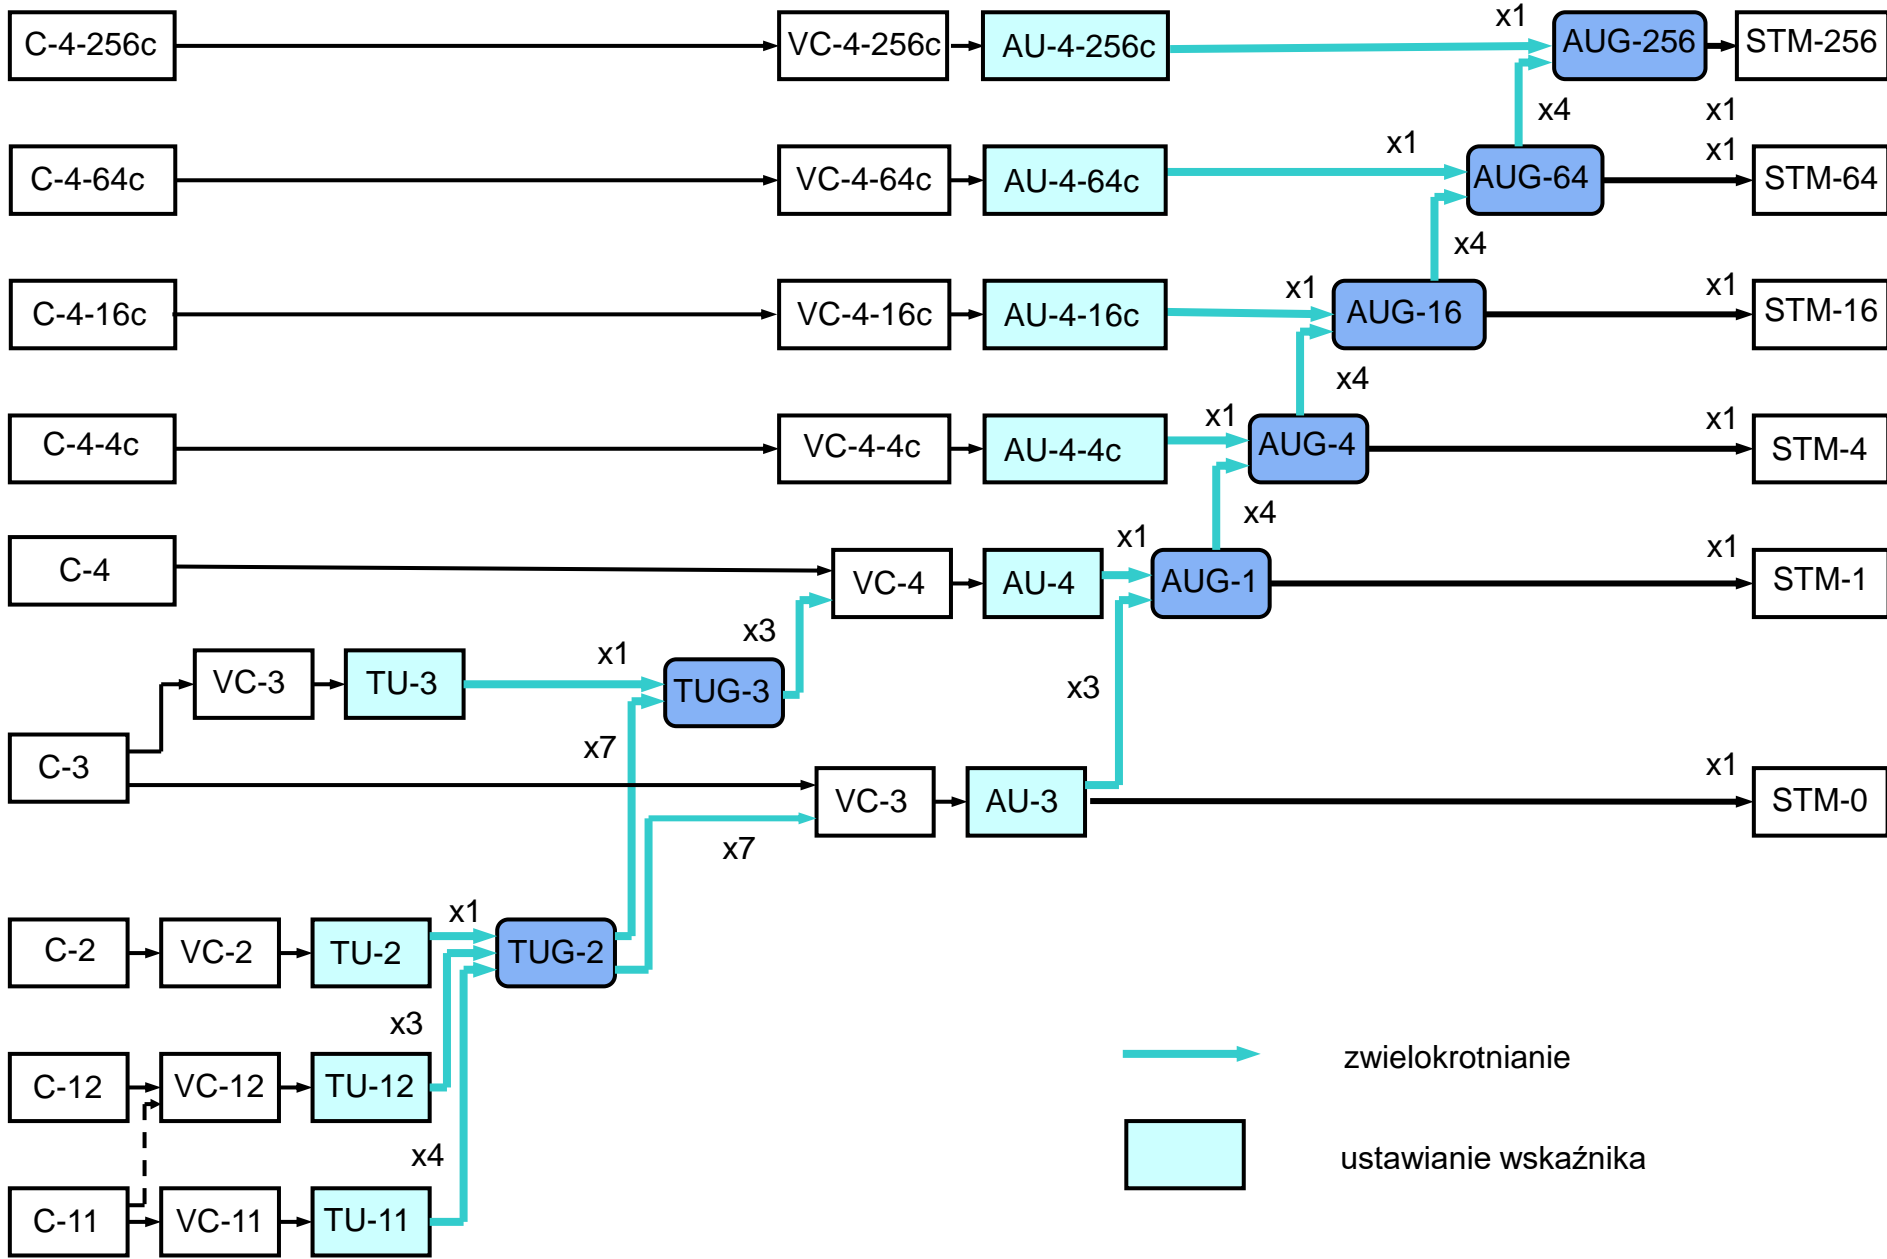 C-4-256c VC-4-256c AU-4-256c x1 AUG-256 STM-256
x4 x1
C-4-64c VC-4-64c AU-4-64c x1 AUG-64 x1 STM-64
x4
C-4-16c VC-4-16c AU-4-16c x1 AUG-16 x1 STM-16
x4
C-4-4c VC-4-4c AU-4-4c x1 AUG-4 x1 STM-4
x4
C-4 VC-4 AU-4 x1 AUG-1 x1 STM-1
x3
VC-3 TU-3 x1 TUG-3 x3
x7
C-3 VC-3 AU-3 x1 STM-0
x7
C-2 VC-2 TU-2 x1 TUG-2
x3
C-12 VC-12 TU-12
x4
C-11 VC-11 TU-11
zwielokrotnianie
ustawianie wskaźnika